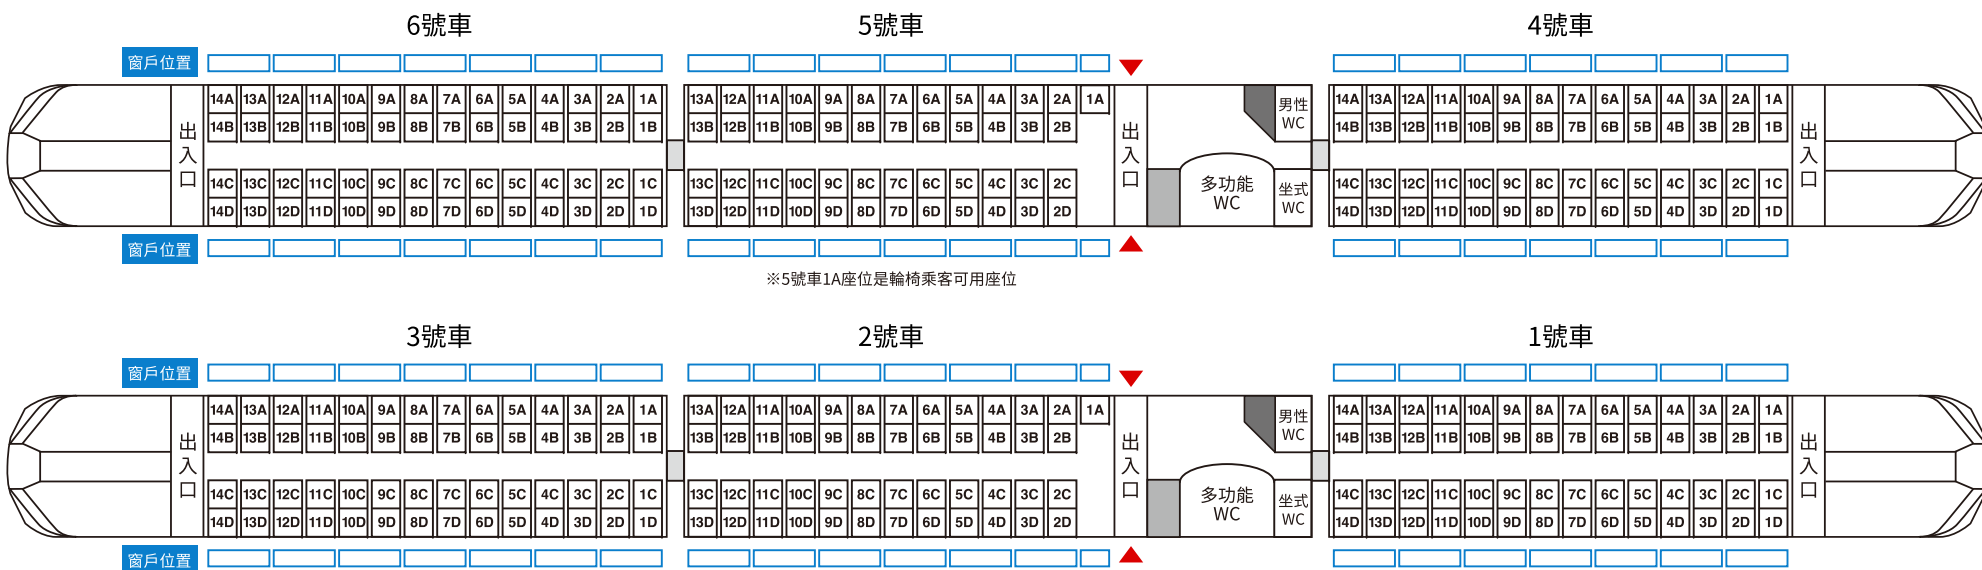 6號車 5號車 4號車
窗戶位置
14A 13A 12A 11A 10A 9A 8A 7A 6A 5A 4A 3A 2A 1A 13A 12A 11A 10A 9A 8A 7A 6A 5A 4A 3A 2A 1A 男性 14A 13A 12A 11A 10A 9A 8A 7A 6A 5A 4A 3A 2A 1A
14B 13B 12B 11B 10B 9B 8B 7B 6B 5B 4B 3B 2B 1B 13B 12B 11B 10B 9B 8B 7B 6B 5B 4B 3B 2B WC 14B 13B 12B 11B 10B 9B 8B 7B 6B 5B 4B 3B 2B 1B
出入口 出入口 出入口
14C 13C 12C 11C 10C 9C 8C 7C 6C 5C 4C 3C 2C 1C 13C 12C 11C 10C 9C 8C 7C 6C 5C 4C 3C 2C 多功能 坐式 14C 13C 12C 11C 10C 9C 8C 7C 6C 5C 4C 3C 2C 1C
14D 13D 12D 11D 10D 9D 8D 7D 6D 5D 4D 3D 2D 1D 13D 12D 11D 10D 9D 8D 7D 6D 5D 4D 3D 2D WC WC 14D 13D 12D 11D 10D 9D 8D 7D 6D 5D 4D 3D 2D 1D
窗戶位置
※5號車1A座位是輪椅乘客可用座位
3號車 2號車 1號車
窗戶位置
14A 13A 12A 11A 10A 9A 8A 7A 6A 5A 4A 3A 2A 1A 13A 12A 11A 10A 9A 8A 7A 6A 5A 4A 3A 2A 1A 男性 14A 13A 12A 11A 10A 9A 8A 7A 6A 5A 4A 3A 2A 1A
14B 13B 12B 11B 10B 9B 8B 7B 6B 5B 4B 3B 2B 1B 13B 12B 11B 10B 9B 8B 7B 6B 5B 4B 3B 2B WC 14B 13B 12B 11B 10B 9B 8B 7B 6B 5B 4B 3B 2B 1B
出入口 出入口 出入口
14C 13C 12C 11C 10C 9C 8C 7C 6C 5C 4C 3C 2C 1C 13C 12C 11C 10C 9C 8C 7C 6C 5C 4C 3C 2C 多功能 坐式 14C 13C 12C 11C 10C 9C 8C 7C 6C 5C 4C 3C 2C 1C
14D 13D 12D 11D 10D 9D 8D 7D 6D 5D 4D 3D 2D 1D 13D 12D 11D 10D 9D 8D 7D 6D 5D 4D 3D 2D WC WC 14D 13D 12D 11D 10D 9D 8D 7D 6D 5D 4D 3D 2D 1D
窗戶位置